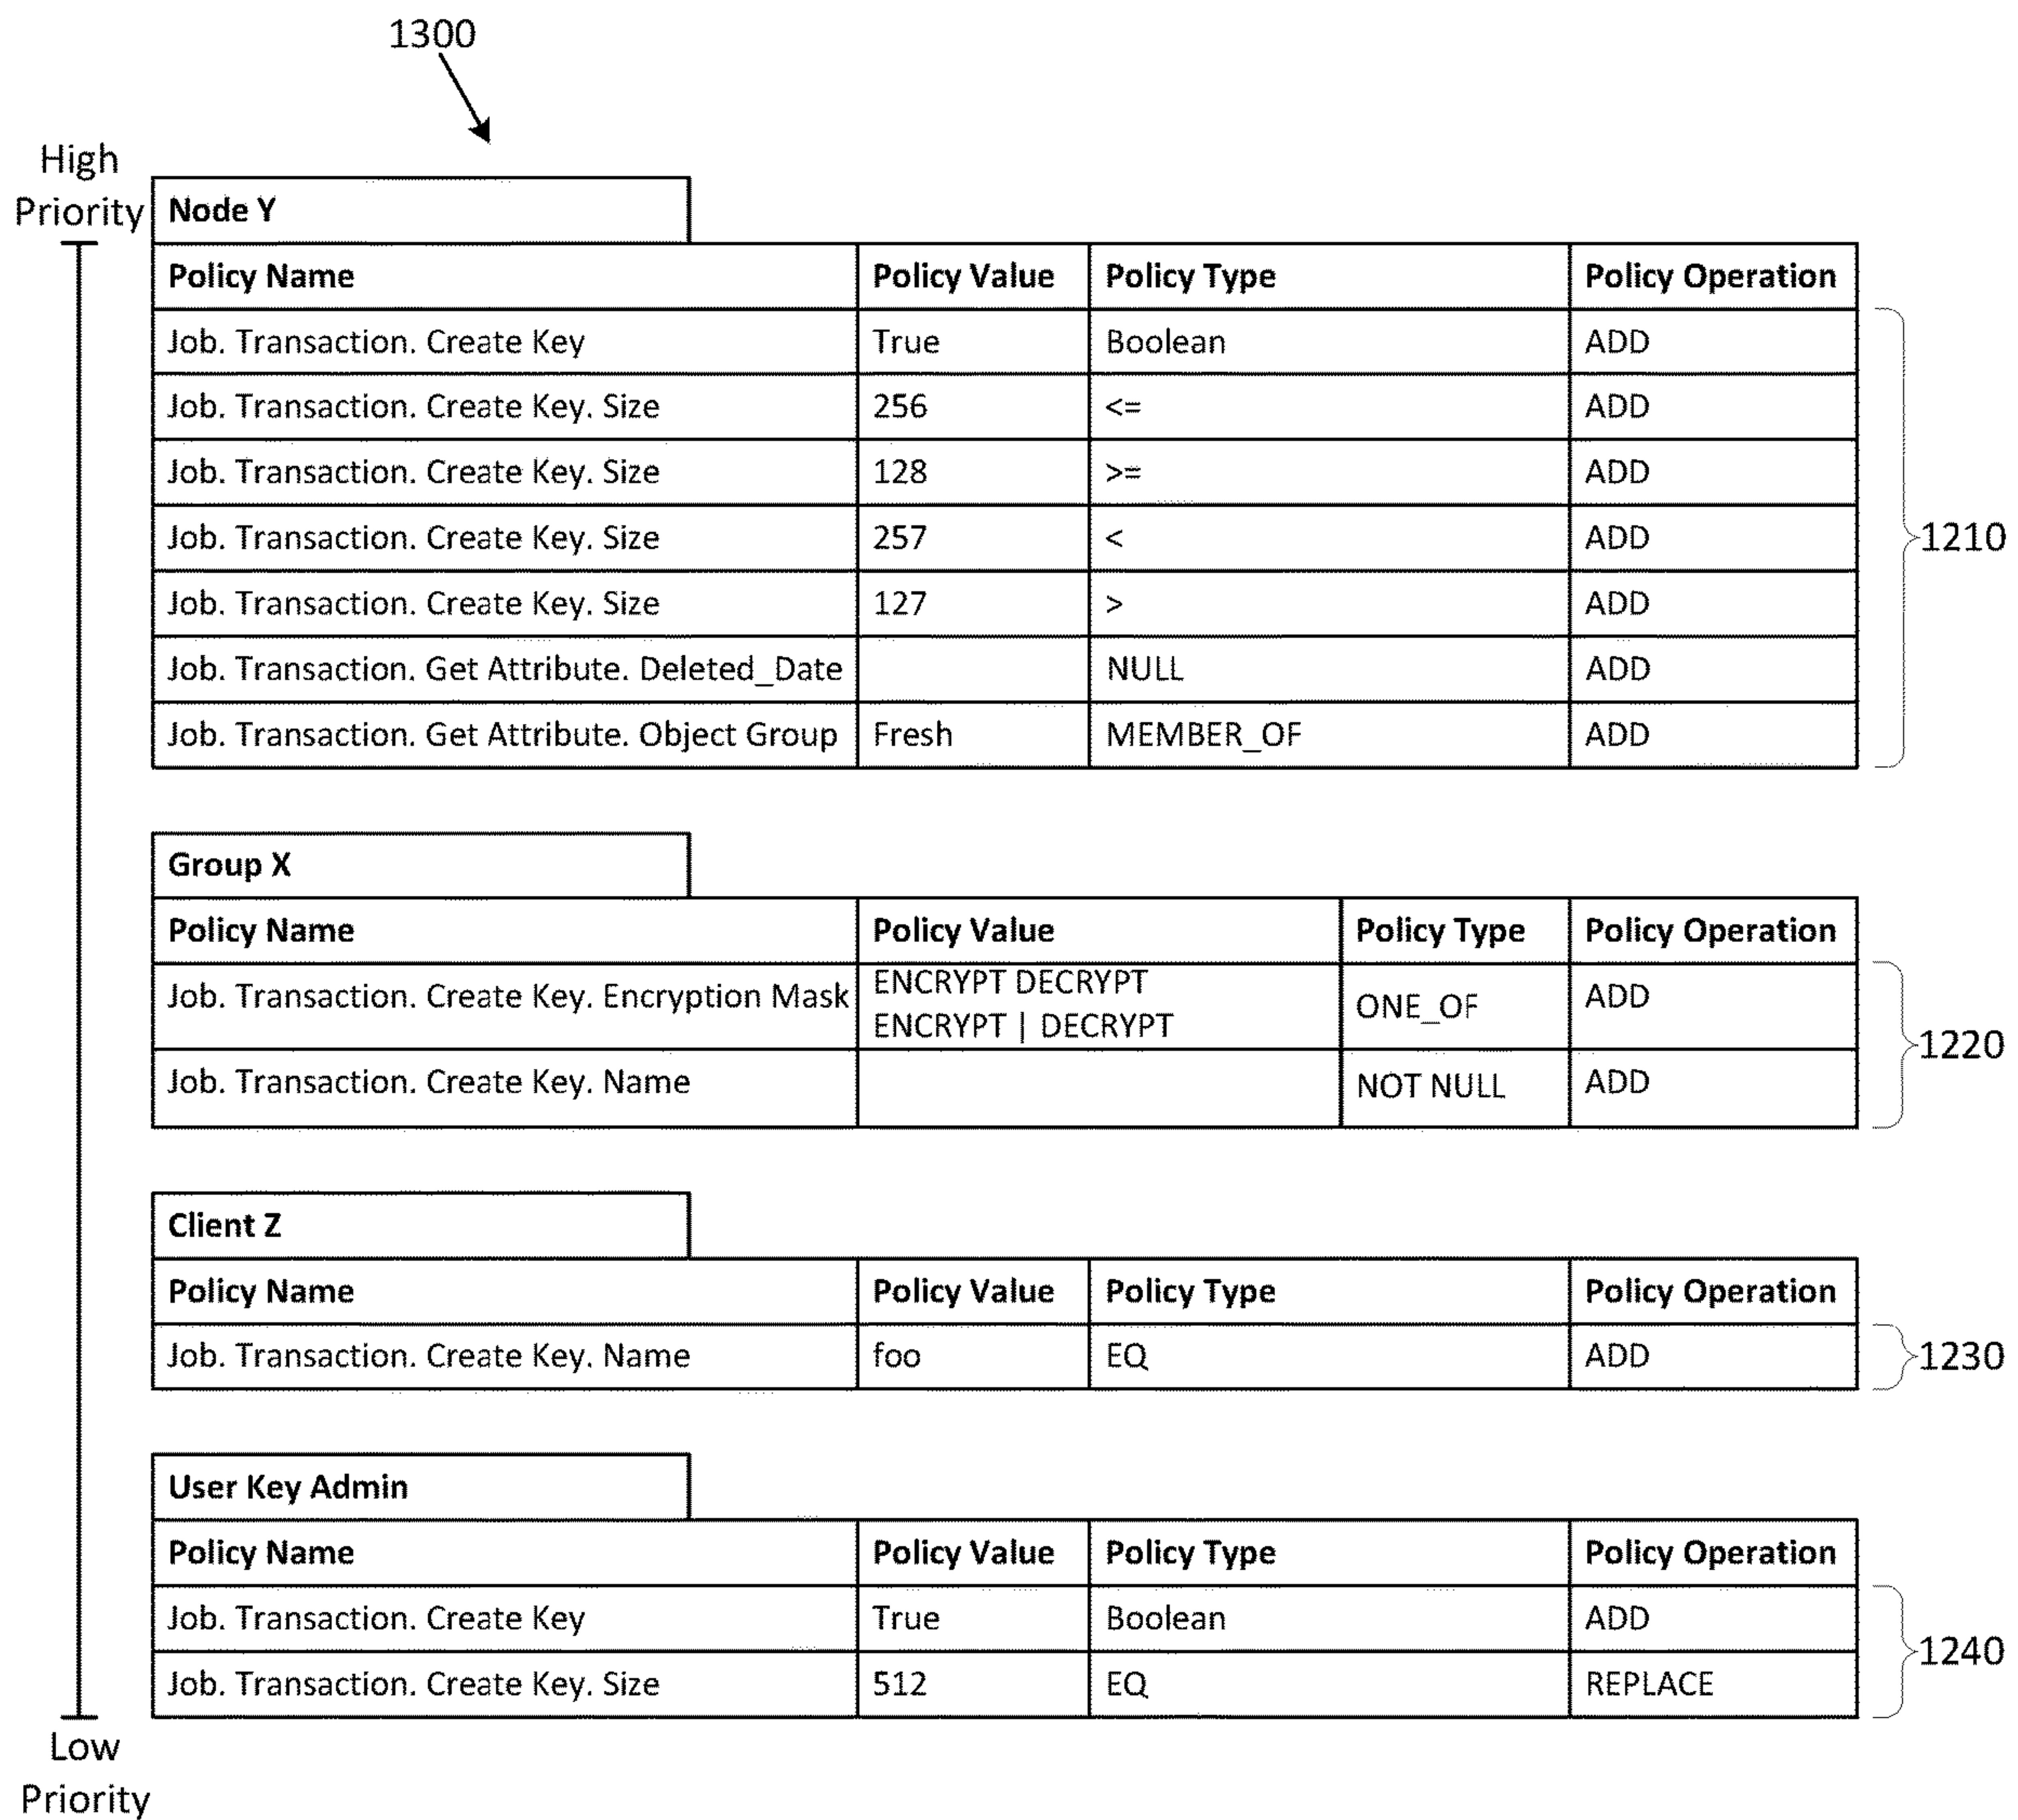 1300
High
Priority
Node Y
Policy Name Policy Value Policy Type Policy Operation
Job. Transaction. Create Key True Boolean ADD
Job. Transaction. Create Key. Size 256 <= ADD
Job. Transaction. Create Key. Size 128 >= ADD
Job. Transaction. Create Key. Size 257 < ADD
1210
Job. Transaction. Create Key. Size 127 > ADD
Job. Transaction. Get Attribute. Deleted_Date NULL ADD
Job. Transaction. Get Attribute. Object Group Fresh MEMBER_OF ADD
Group X
Policy Name Policy Value Policy Type Policy Operation
Job. Transaction. Create Key. Encryption Mask ENCRYPT DECRYPT
ENCRYPT | DECRYPT ONE_OF ADD
1220
Job. Transaction. Create Key. Name NOT NULL ADD
Client Z
Policy Name Policy Value Policy Type Policy Operation
Job. Transaction. Create Key. Name foo EQ ADD
1230
User Key Admin
Policy Name Policy Value Policy Type Policy Operation
Job. Transaction. Create Key True Boolean ADD
1240
Job. Transaction. Create Key. Size 512 EQ REPLACE
Low
Priority